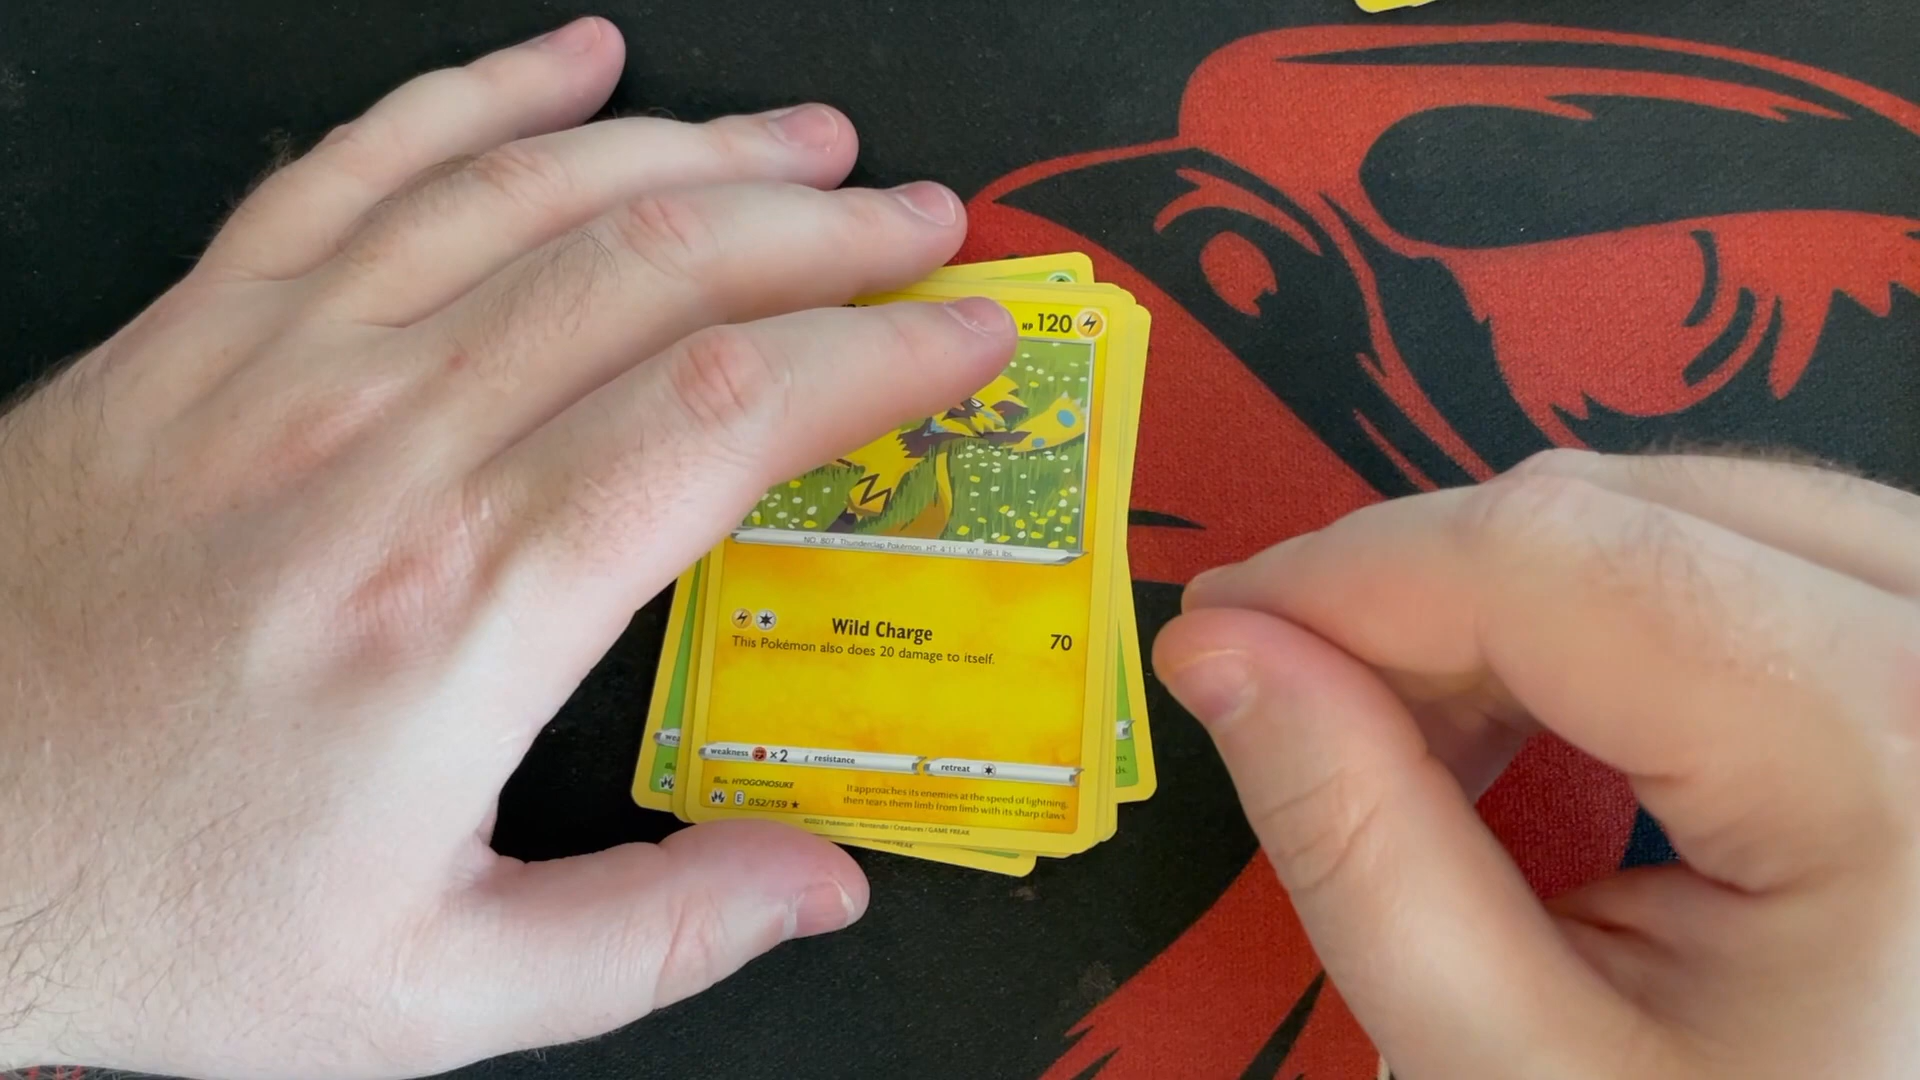 HP 120
NO. 807 Thunderclap Pokémon HT 4'11" WT 98.1 lbs.
Wild Charge 70
This Pokémon also does 20 damage to itself.
weakness ×2 resistance retreat
Illus. HYOGONOSUKE
It approaches its enemies at the speed of lightning,
then tears them limb from limb with its sharp claws
E 052/159 ★
©2023 Pokémon / Nintendo / Creatures / GAME FREAK